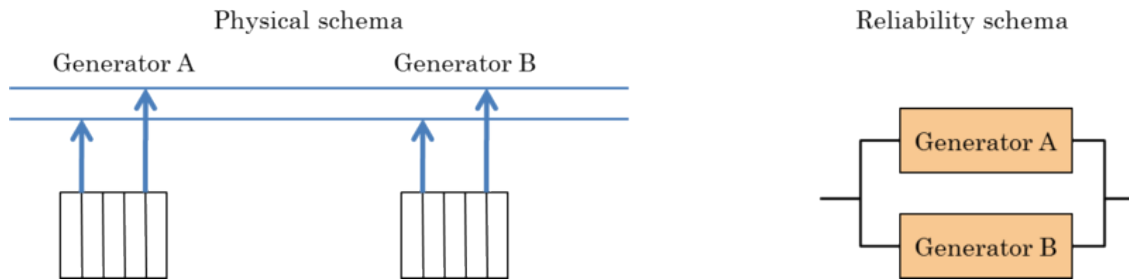 Physical schema
Reliability schema
Generator A
Generator B
Generator A
Generator B